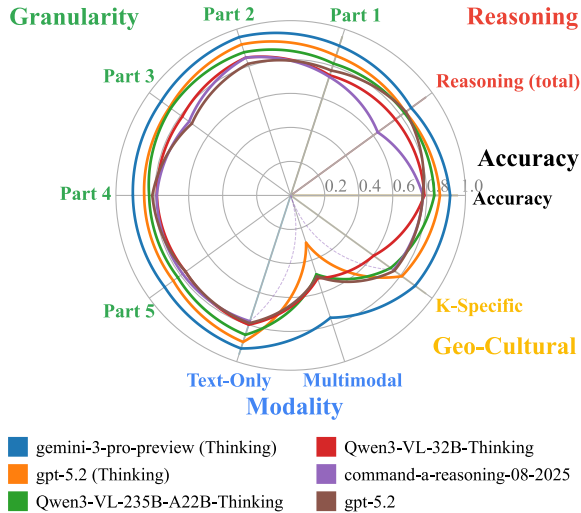 Granularity
Part 2
Part 1
Reasoning
Part 3
Reasoning (total)
Accuracy
Part 4
0.2
0.4
0.6
0.8
1.0
Accuracy
Part 5
K-Specific
Geo-Cultural
Text-Only
Multimodal
Modality
gemini-3-pro-preview (Thinking)
gpt-5.2 (Thinking)
Qwen3-VL-235B-A22B-Thinking
Qwen3-VL-32B-Thinking
command-a-reasoning-08-2025
gpt-5.2